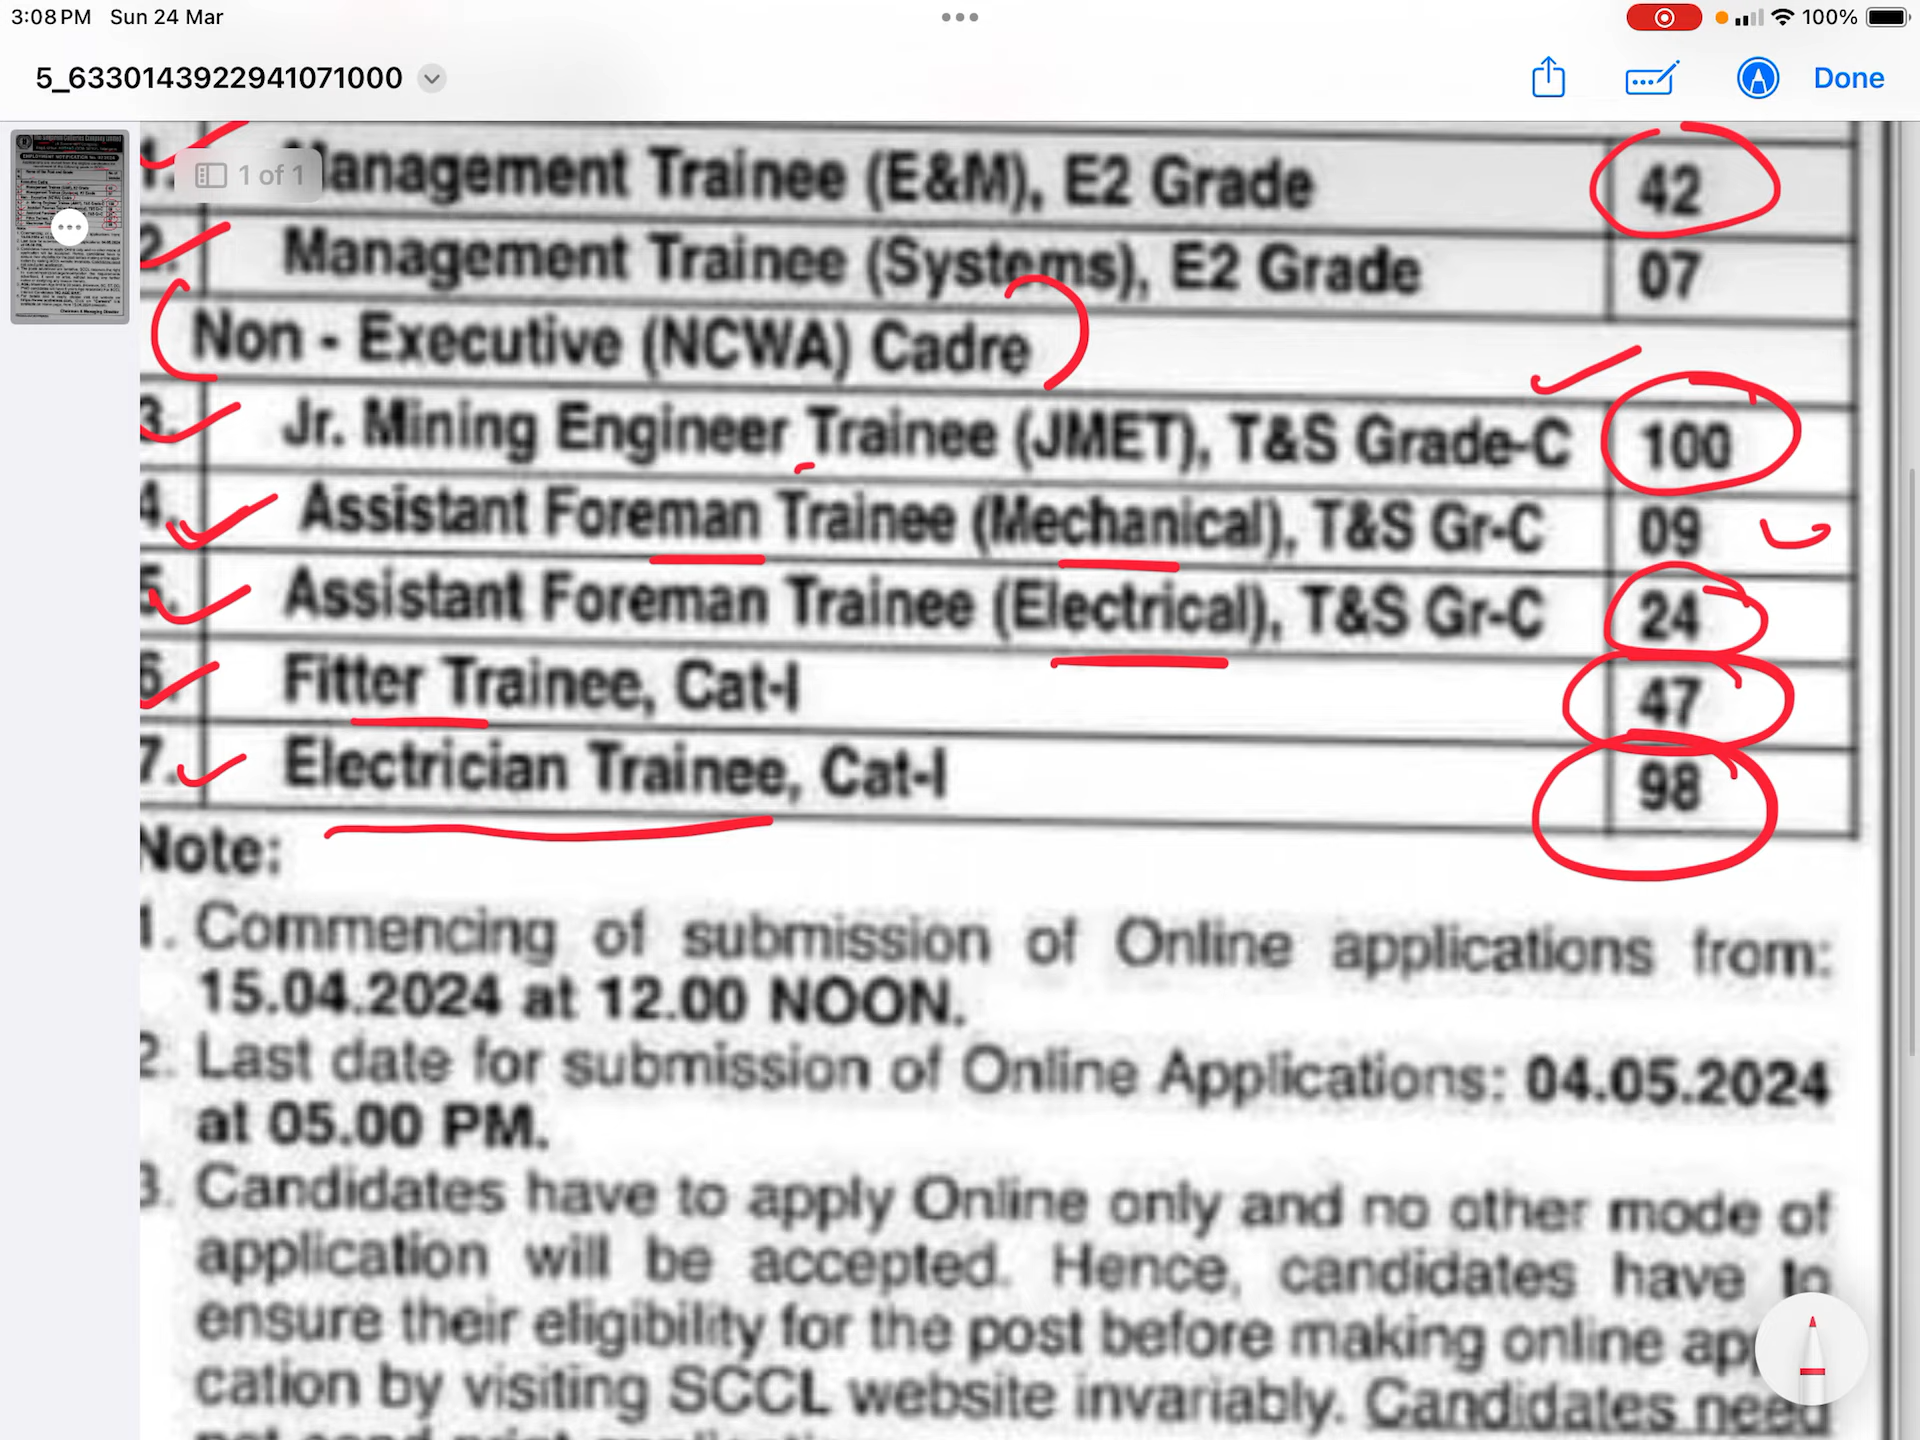 3:08 PM Sun 24 Mar
100%
5_6330143922941071000
Done
1 of 1
1. Management Trainee (E&M), E2 Grade 42
2. Management Trainee (Systems), E2 Grade 07
Non - Executive (NCWA) Cadre
3. Jr. Mining Engineer Trainee (JMET), T&S Grade-C 100
4. Assistant Foreman Trainee (Mechanical), T&S Gr-C 09
5. Assistant Foreman Trainee (Electrical), T&S Gr-C 24
6. Fitter Trainee, Cat-I 47
7. Electrician Trainee, Cat-I 98
Note:
1. Commencing of submission of Online applications from:
15.04.2024 at 12.00 NOON.
2. Last date for submission of Online Applications: 04.05.2024
at 05.00 PM.
3. Candidates have to apply Online only and no other mode of
application will be accepted. Hence, candidates have to
ensure their eligibility for the post before making online app
cation by visiting SCCL website invariably. Candidates need